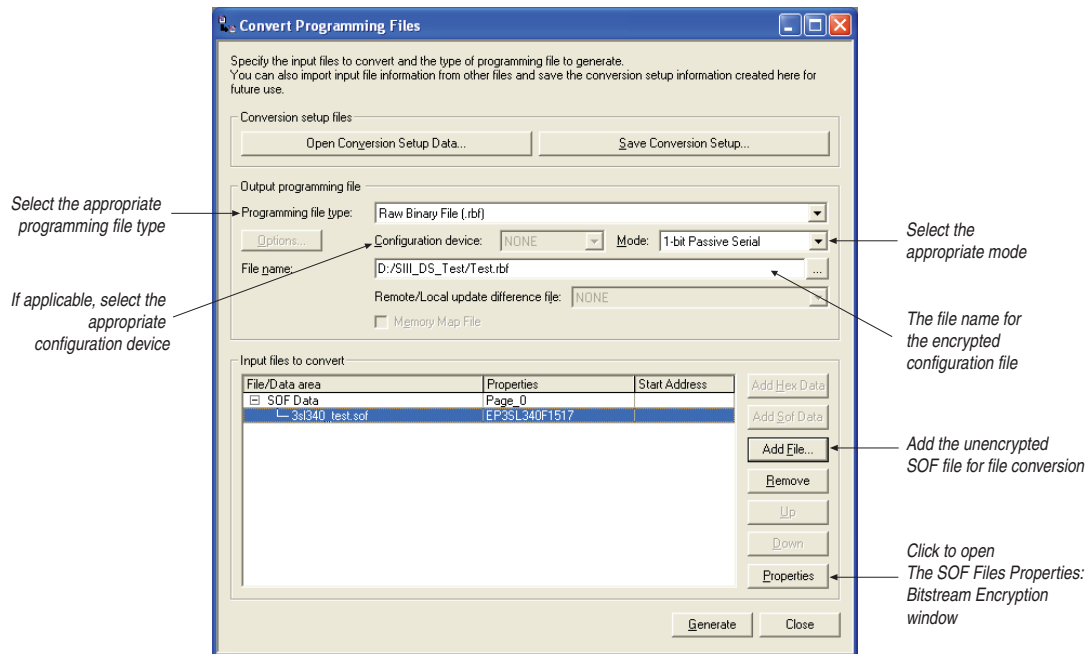 Convert Programming Files
Specify the input files to convert and the type of programming file to generate.
You can also import input file information from other files and save the conversion setup information created here for
future use.
Conversion setup files
Open Conversion Setup Data...
Save Conversion Setup...
Output programming file
Select the appropriate
programming file type
Programming file type:
Raw Binary File (.rbf)
Options...
Configuration device:
NONE
Mode:
1-bit Passive Serial
Select the
appropriate mode
File name:
D:/SIII_DS_Test/Test.rbf
...
If applicable, select the
appropriate
configuration device
Remote/Local update difference file:
NONE
Memory Map File
The file name for
the encrypted
configuration file
Input files to convert
File/Data area
Properties
Start Address
SOF Data
Page_0
3sl340_test.sof
EP3SL340F1517
Add Hex Data
Add Sof Data
Add File...
Add the unencrypted
SOF file for file conversion
Remove
Up
Down
Properties
Click to open
The SOF Files Properties:
Bitstream Encryption
window
Generate
Close